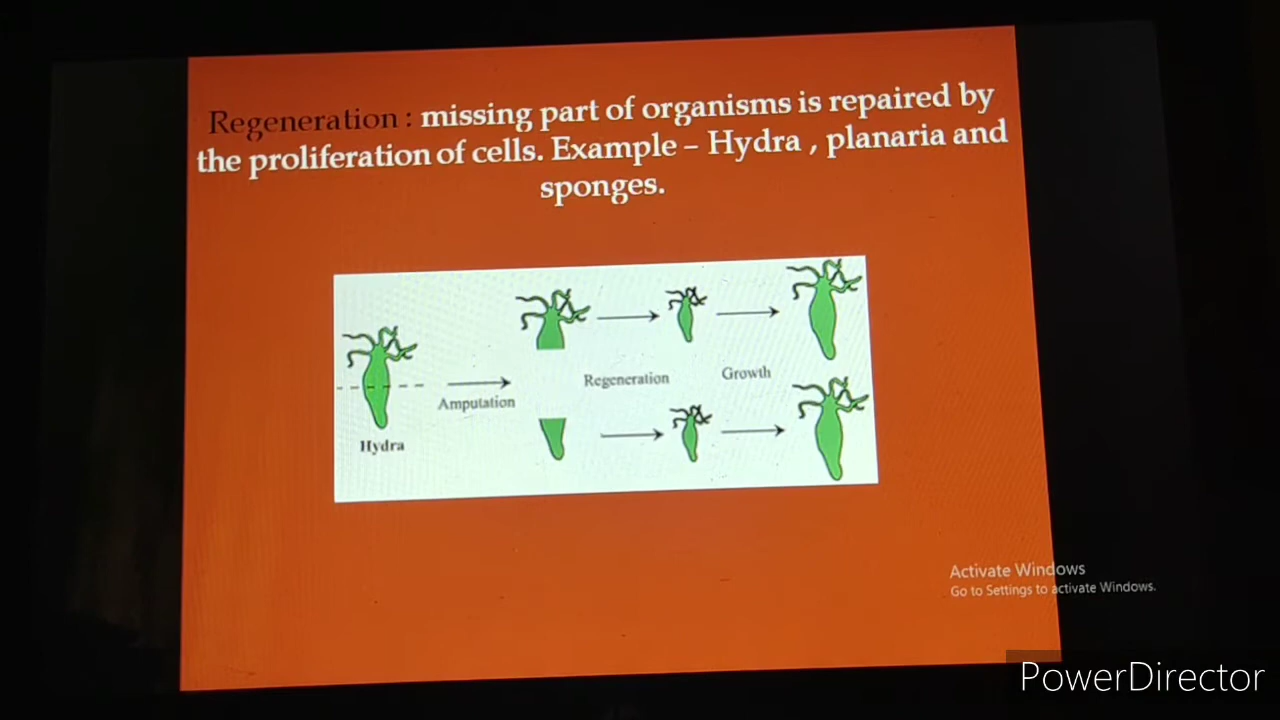 Regeneration : missing part of organisms is repaired by
the proliferation of cells. Example – Hydra , planaria and
sponges.
Amputation
Hydra
Regeneration
Growth
Activate Windows
Go to Settings to activate Windows.
PowerDirector